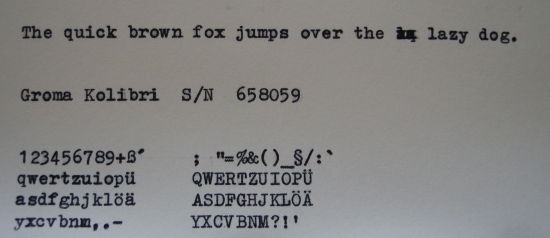 The quick brown fox jumps over the lazy dog.
Groma Kolibri S/N 658059
123456789+ß´ ; "=%&()_§/:`
qwertzuiopü QWERTZUIOPÜ
asdfghjklöä ASDFGHJKLÖÄ
yxcvbnm,.- YXCVBNM?!'